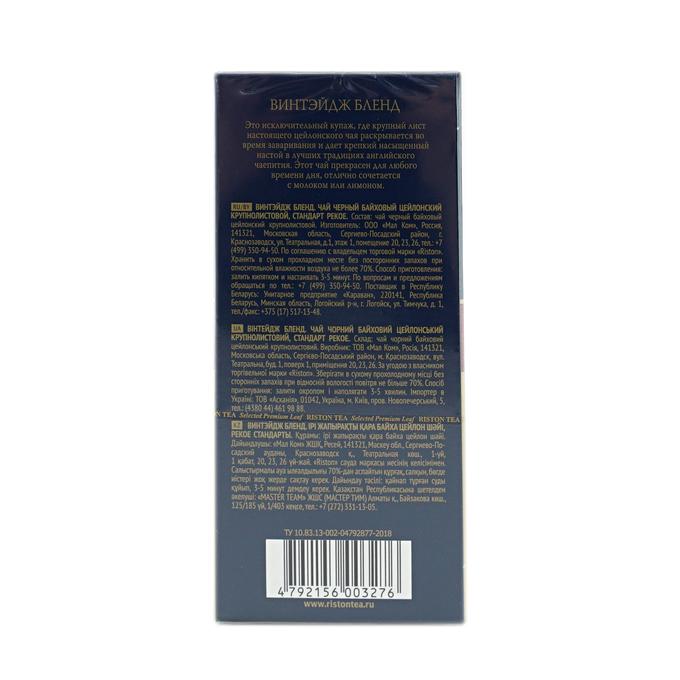 ВИНТЭЙДЖ БЛЕНД
Это исключительный купаж, где крупный лист
настоящего цейлонского чая раскрывается во
время заваривания и дает крепкий насыщенный
настой в лучших традициях английского
чаепития. Этот чай прекрасен для любого
времени дня, отлично сочетается
с молоком или лимоном.
RU/BY ВИНТЭЙДЖ БЛЕНД. ЧАЙ ЧЕРНЫЙ БАЙХОВЫЙ ЦЕЙЛОНСКИЙ
КРУПНОЛИСТОВОЙ, СТАНДАРТ РЕКОЕ. Состав: чай черный байховый
цейлонский крупнолистовой. Изготовитель: ООО «Мал Ком», Россия,
141321, Московская область, Сергиево-Посадский район, г.
Краснозаводск, ул. Театральная, д.1, этаж 1, помещение 20, 23, 26, тел.: +7
(499) 350-94-50. По соглашению с владельцем торговой марки «Riston».
Хранить в сухом прохладном месте без посторонних запахов при
относительной влажности воздуха не более 70%. Способ приготовления:
залить кипятком и настаивать 3-5 минут. По вопросам и предложениям
обращаться по тел.: +7 (499) 350-94-50. Поставщик в Республику
Беларусь: Унитарное предприятие «Караван», 220141, Республика
Беларусь, Минская область, Логойский р-н, г. Логойск, ул. Тимчука, д. 1,
тел./факс: +375 (17) 517-13-48.
UA ВІНТЕЙДЖ БЛЕНД. ЧАЙ ЧОРНИЙ БАЙХОВИЙ ЦЕЙЛОНСЬКИЙ
КРУПНОЛИСТОВИЙ, СТАНДАРТ РЕКОЕ. Склад: чай чорний байховий
цейлонський крупнолистовий. Виробник: ТОВ «Мал Ком», Росія, 141321,
Московська область, Сергієво-Посадський район, м. Краснозаводск, вул.
Театральна, буд.1, поверх 1, приміщення 20, 23, 26. За угодою з власником
торгівельної марки «Riston». Зберігати в сухому прохолодному місці без
сторонніх запахів при відносній вологості повітря не більше 70%. Спосіб
приготування: залити окропом і наполягати 3-5 хвилин. Імпортер в
Україні: ТОВ «Асканія», 01042, Україна, м. Київ, пров. Новопечерський, 5,
тел.: (4380 44) 461 98 88.
ON TEA Selected Premium Leaf RISTON TEA Selected Premium Leaf RISTON TEA
KZ ВИНТЭЙДЖ БЛЕНД. ІРІ ЖАПЫРАҚТЫ ҚАРА БАЙХА ЦЕЙЛОН ШӘЙІ,
РЕКОЕ СТАНДАРТЫ. Құрамы: ірі жапырақты қара байха цейлон шәйі.
Дайындаушы: «Мал Ком» ЖШҚ, Ресей, 141321, Мәскеу обл., Сергиево-По-
садский ауданы, Краснозаводск қ., Театральная көш., 1-үй,
1 қабат, 20, 23, 26 үй-жай. «Riston» сауда маркасы иесінің келісімімен.
Салыстырмалы ауа ылғалдылығы 70%-дан аспайтын құрғақ, салқын, бөгде
иістері жоқ жерде сақтау керек. Дайындау тәсілі: қайнап тұрған суды
құйып, 3-5 минут демдеу керек. Қазақстан Республикасына шетелдем
әкелуші: «MASTER TEAM» ЖШС (МАСТЕР ТИМ) Алматы қ., Байзакова көш.,
125/185 үй, 1/403 кеңсе, тел.: +7 (272) 331-13-05.
ТУ 10.83.13-002-04792877-2018
4 792156 003276
www.ristontea.ru